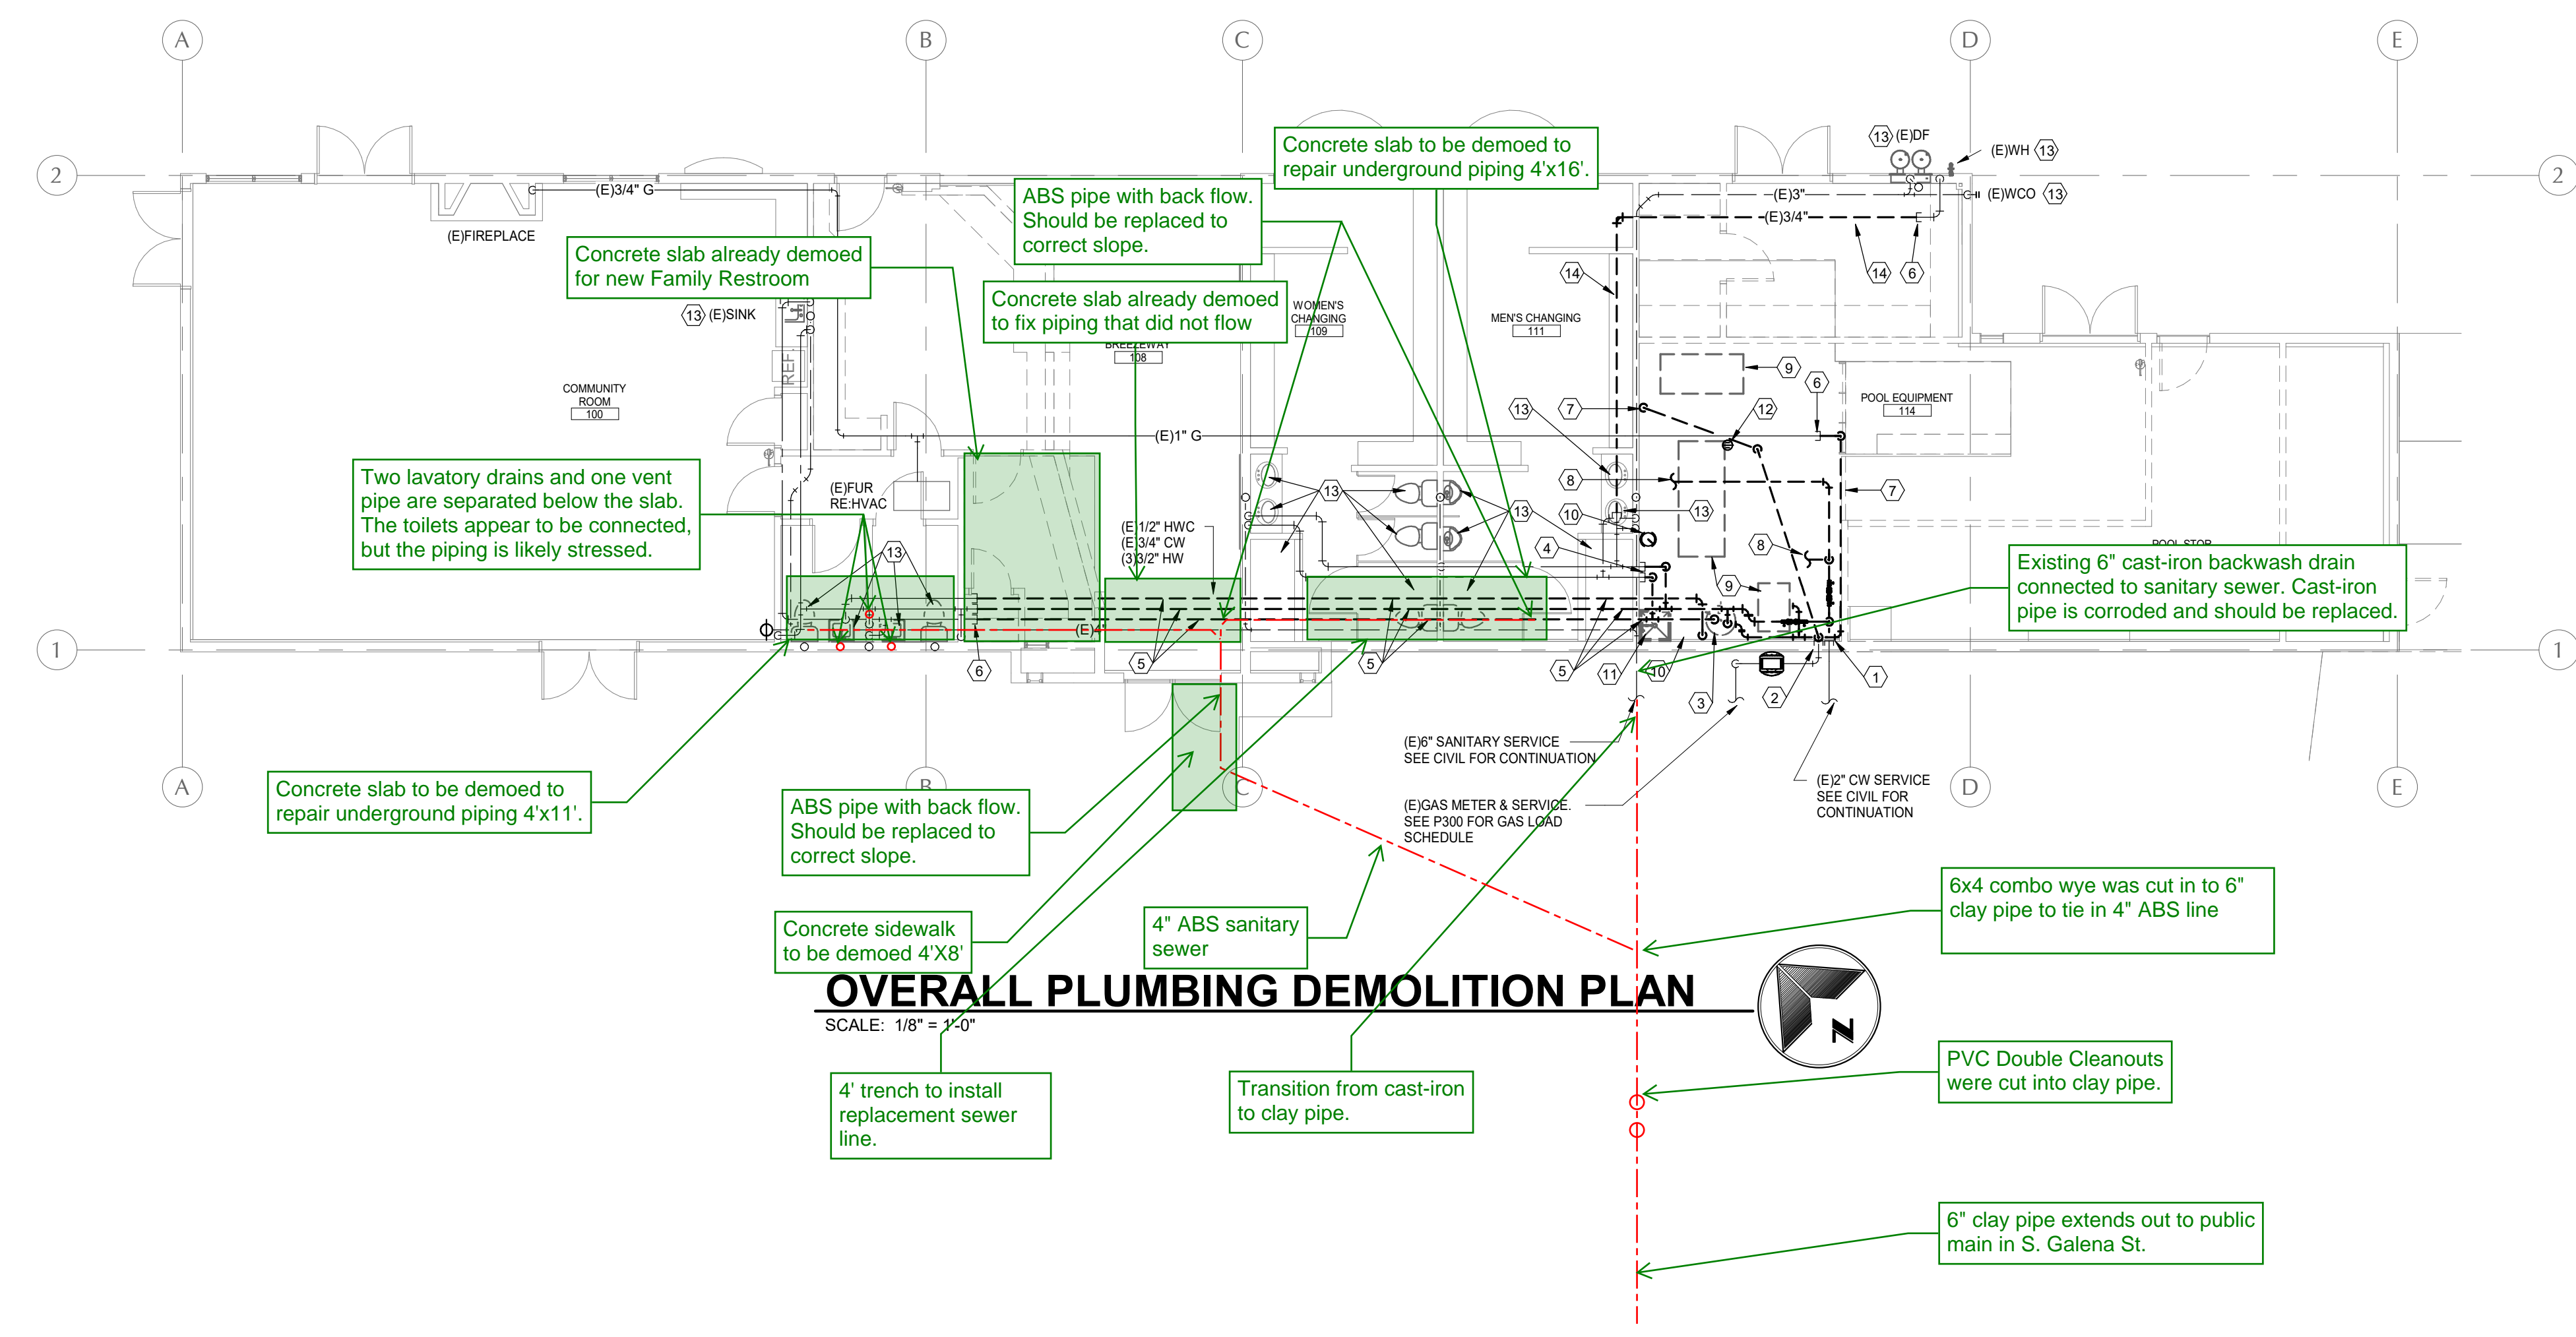 A
B
C
D
E
2
2
13
(E)DF
(E)WH
13
(E)WCO
13
(E)3/4" G
(E)3"
(E)3/4"
(E)FIREPLACE
Concrete slab to be demoed to
repair underground piping 4'x16'.
ABS pipe with back flow.
Should be replaced to
correct slope.
Concrete slab already demoed
for new Family Restroom
Concrete slab already demoed
to fix piping that did not flow
14
14
6
13
(E)SINK
WOMEN'S
CHANGING
109
MEN'S CHANGING
111
BREEZEWAY
108
REF.
COMMUNITY
ROOM
100
9
6
POOL EQUIPMENT
114
13
7
12
(E)1" G
Two lavatory drains and one vent
pipe are separated below the slab.
The toilets appear to be connected,
but the piping is likely stressed.
(E)FUR
RE:HVAC
8
7
13
13
13
10
(E)1/2" HWC
(E)3/4" CW
(3)3/2" HW
13
4
8
9
POOL STOR
Existing 6" cast-iron backwash drain
connected to sanitary sewer. Cast-iron
pipe is corroded and should be replaced.
(E)4"
1
1
6
5
5
5
11
10
3
2
1
(E)6" SANITARY SERVICE
SEE CIVIL FOR CONTINUATION
(E)GAS METER & SERVICE.
SEE P300 FOR GAS LOAD
SCHEDULE
(E)2" CW SERVICE
SEE CIVIL FOR
CONTINUATION
A
B
C
D
E
Concrete slab to be demoed to
repair underground piping 4'x11'.
ABS pipe with back flow.
Should be replaced to
correct slope.
Concrete sidewalk
to be demoed 4'X8'
4" ABS sanitary
sewer
6x4 combo wye was cut in to 6"
clay pipe to tie in 4" ABS line
OVERALL PLUMBING DEMOLITION PLAN
SCALE: 1/8" = 1'-0"
N
4' trench to install
replacement sewer
line.
Transition from cast-iron
to clay pipe.
PVC Double Cleanouts
were cut into clay pipe.
6" clay pipe extends out to public
main in S. Galena St.